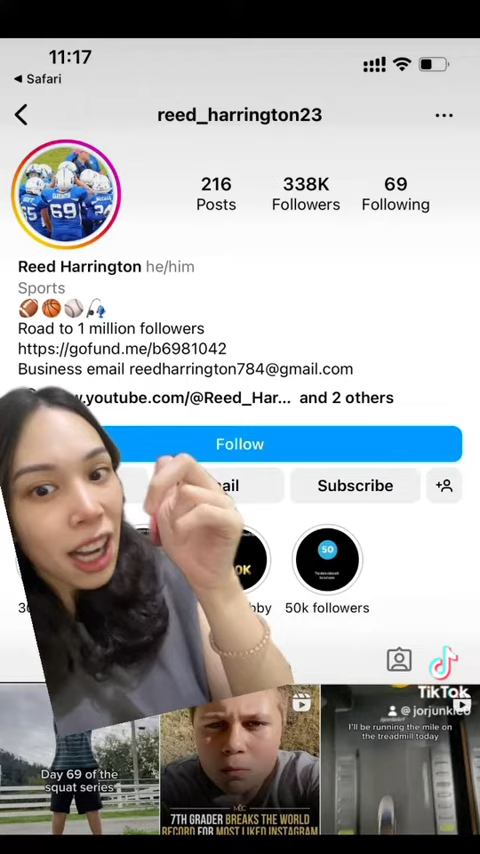 11:17
Safari
reed_harrington23
216
338K
69
Posts
Followers
Following
69
Reed Harrington he/him
Sports
Road to 1 million followers
https://gofund.me/b6981042
Business email reedharrington784@gmail.com
youtube.com/@Reed_Har... and 2 others
Follow
Subscribe
50
50k followers
TikTok
Day 69 of the
squat series
I'll be running the mile on
the treadmill today
7TH GRADER BREAKS THE WORLD
RECORD FOR MOST LIKED INSTAGRAM